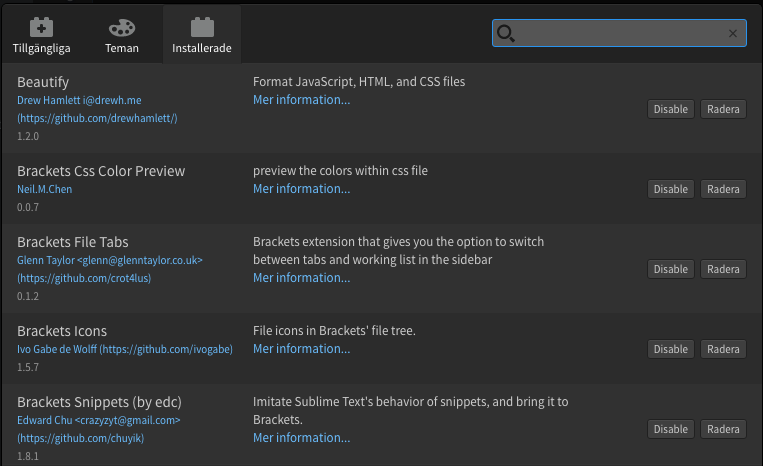 Tillgängliga
Teman
Installerade
Beautify
Drew Hamlett i@drewh.me
(https://github.com/drewhamlett/)
1.2.0
Format JavaScript, HTML, and CSS files
Mer information...
Disable
Radera
Brackets Css Color Preview
Neil.M.Chen
0.0.7
preview the colors within css file
Mer information...
Disable
Radera
Brackets File Tabs
Glenn Taylor <glenn@glenntaylor.co.uk>
(https://github.com/crot4lus)
0.1.2
Brackets extension that gives you the option to switch
between tabs and working list in the sidebar
Mer information...
Disable
Radera
Brackets Icons
Ivo Gabe de Wolff (https://github.com/ivogabe)
1.5.7
File icons in Brackets' file tree.
Mer information...
Disable
Radera
Brackets Snippets (by edc)
Edward Chu <crazyzyt@gmail.com>
(https://github.com/chuyik)
1.8.1
Imitate Sublime Text's behavior of snippets, and bring it to
Brackets.
Mer information...
Disable
Radera